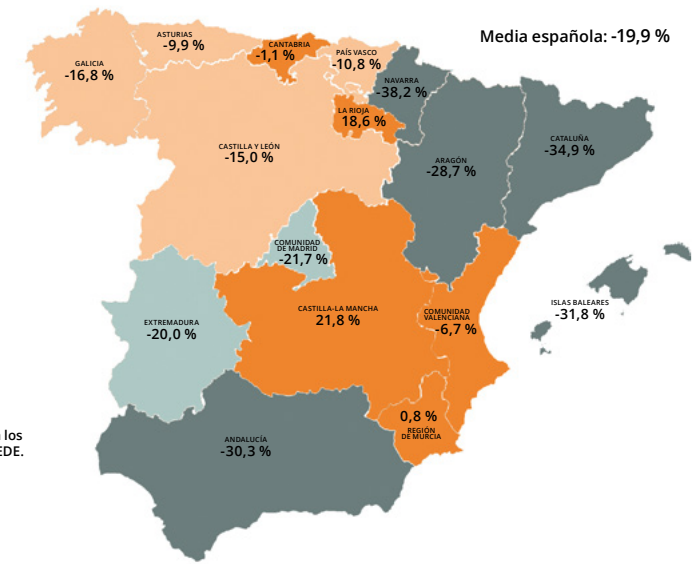 Media española: -19,9 %
ASTURIAS
-9,9 %
CANTABRIA
-1,1 %
PAÍS VASCO
-10,8 %
GALICIA
-16,8 %
NAVARRA
-38,2 %
LA RIOJA
18,6 %
CATALUÑA
-34,9 %
CASTILLA Y LEÓN
-15,0 %
ARAGÓN
-28,7 %
COMUNIDAD
DE MADRID
-21,7 %
ISLAS BALEARES
-31,8 %
CASTILLA-LA MANCHA
21,8 %
COMUNIDAD
VALENCIANA
-6,7 %
EXTREMADURA
-20,0 %
0,8 %
REGIÓN
DE MURCIA
los
EDE.
ANDALUCÍA
-30,3 %